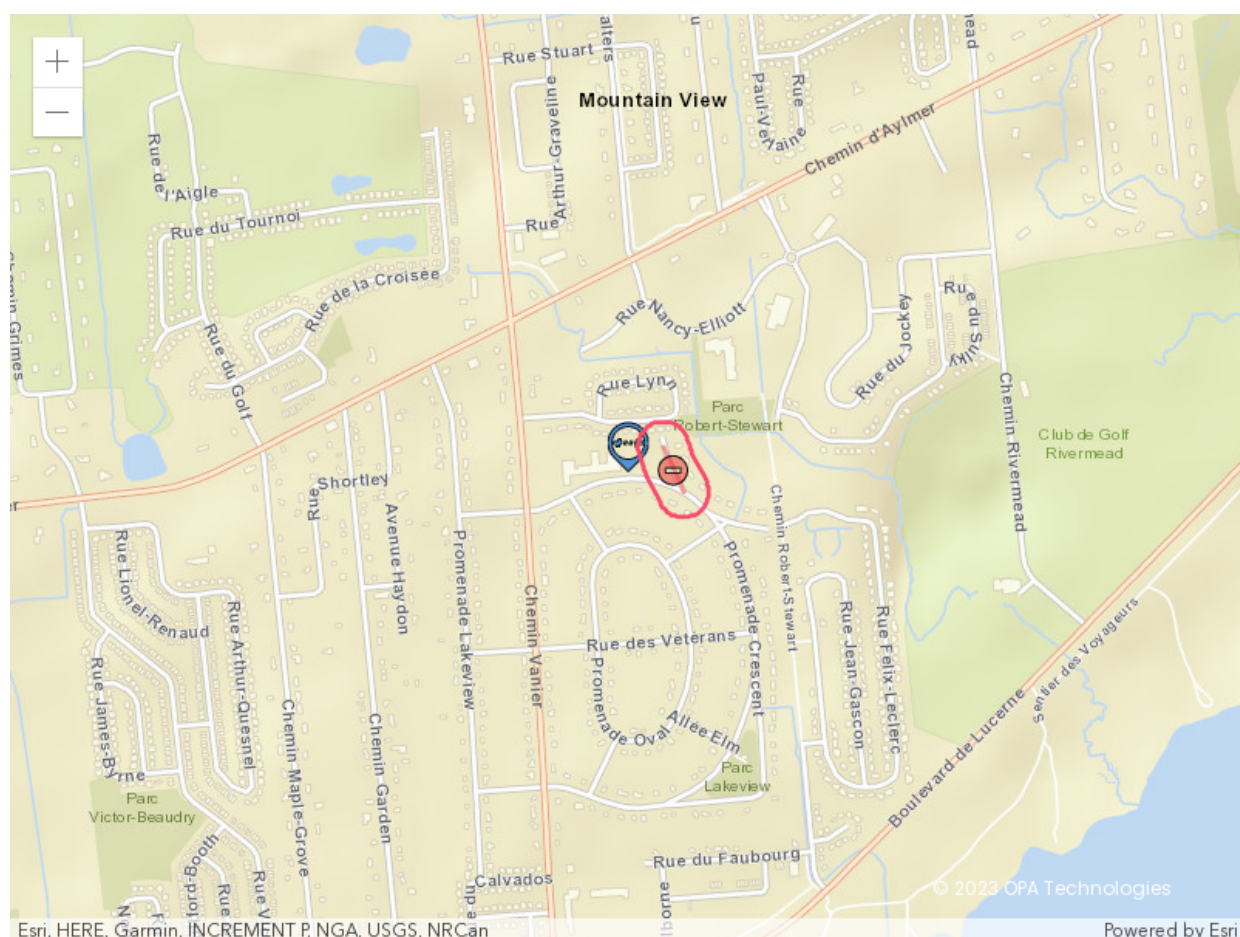 +
Rue Stuart
alters
Mountain View
Arthur-Graveline
Paul-Verlaine
Rue
Chemin d'Aylmer
Rue de
l'Aigle
Rue du Tournoi
Rue
Rue de la Croisée
Chemin Grimes
Rue du Golf
Rue
Nancy-Elliott
Rue du Jockey
Rue du Sulky
Rue Lynn
Parc
Robert-Stewart
Chemin Rivermead
Club de Golf
Rivermead
Rue
Shortley
Avenue Haydon
Promenade Lakeview
Chemin Vanier
Rue Lionel-Renaud
Rue Arthur-Quesnel
Promenade Crescent
Chemin Robert-Stewart
Rue des Veterans
Promenade Oval
Rue Jean-Gascon
Rue Felix-Leclerc
Sentier des Voyageurs
Rue James-Byrne
Chemin Maple-Grove
Chemin Garden
Allée Elm
Parc
Lakeview
Boulevard de Lucerne
Parc
Victor-Beaudry
Rue du Faubourg
Calvados
© 2023 OPA Technologies
Esri, HERE, Garmin, INCREMENT P, NGA, USGS, NRCan
Powered by Esri